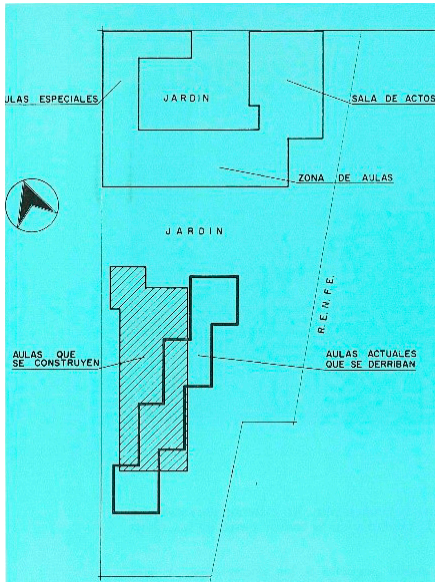 ULAS ESPECIALES
JARDIN
SALA DE ACTOS
ZONA DE AULAS
JARDIN
R.E.N.F.E.
AULAS QUE
SE CONSTRUYEN
AULAS ACTUALES
QUE SE DERRIBAN